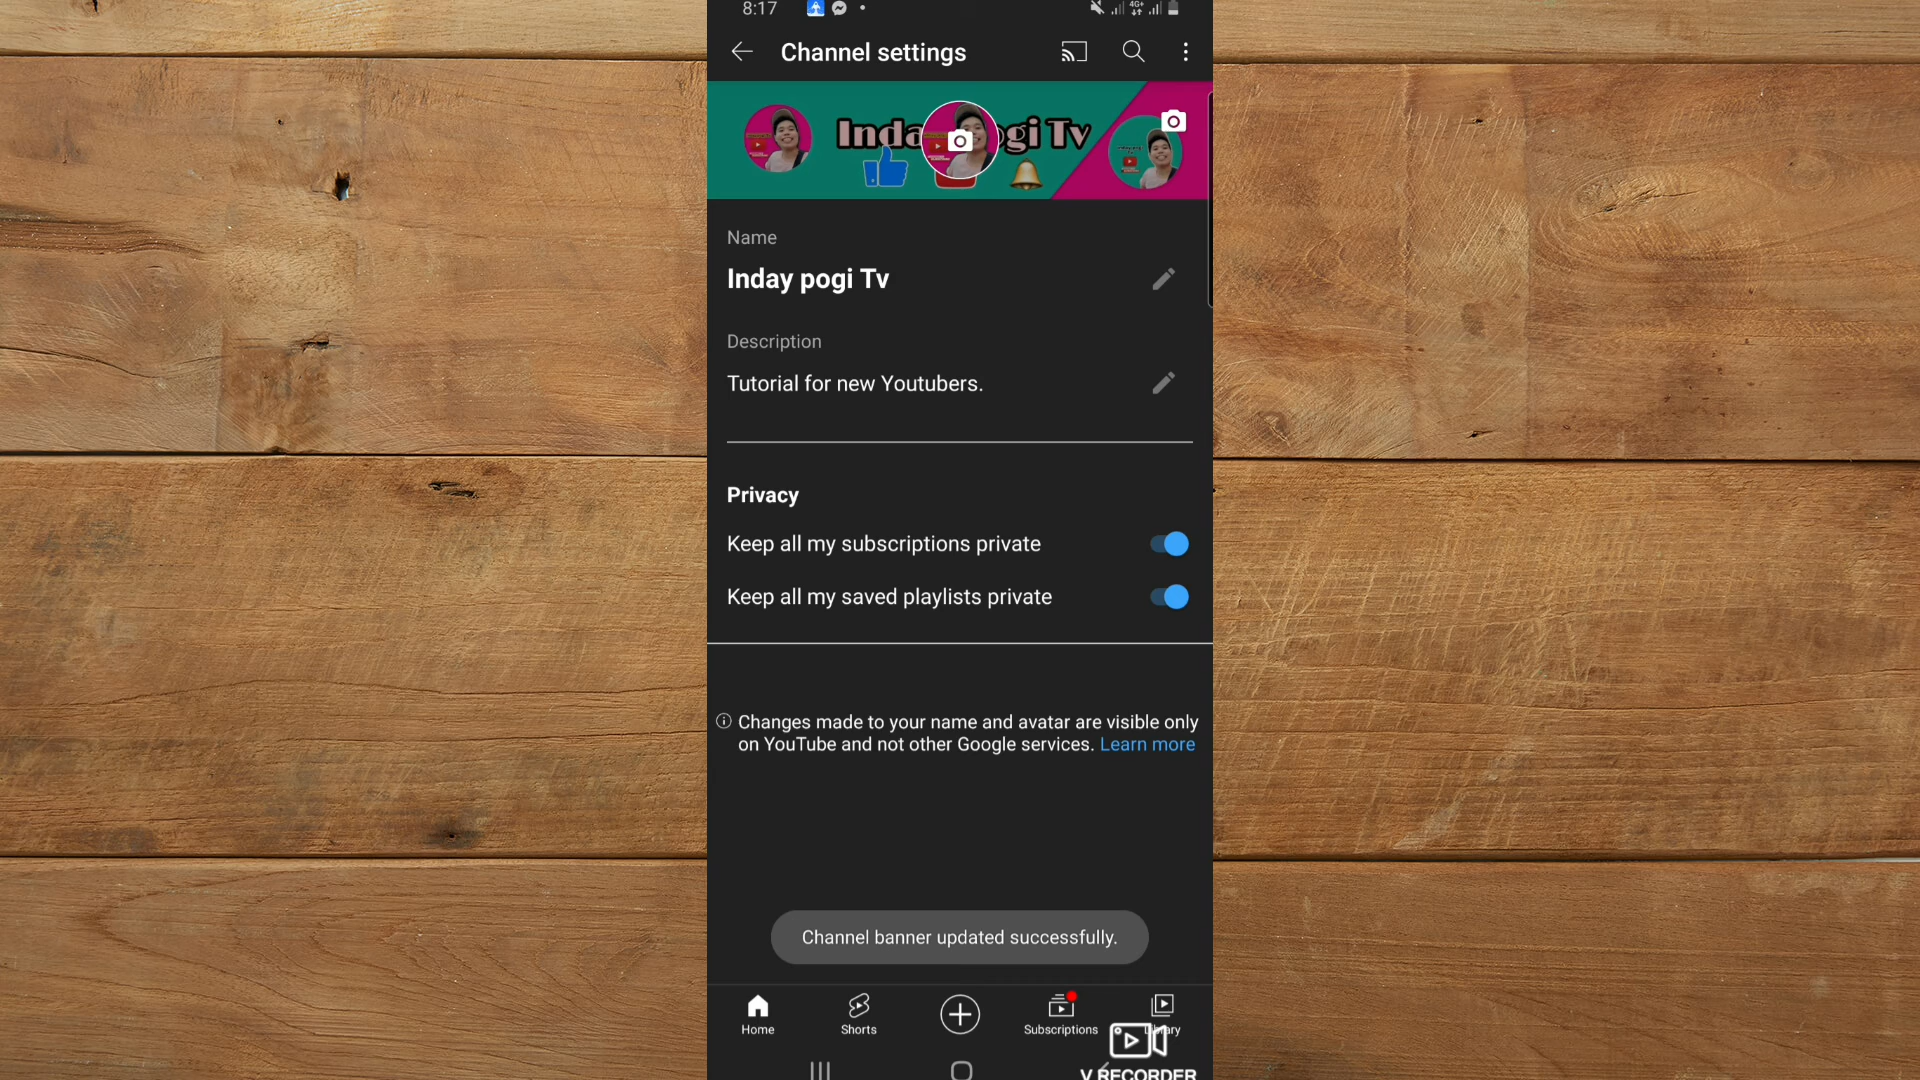 8:17
4G+
Channel settings
Inda ogi Tv
Name
Inday pogi Tv
Description
Tutorial for new Youtubers.
Privacy
Keep all my subscriptions private
Keep all my saved playlists private
Changes made to your name and avatar are visible only
on YouTube and not other Google services. Learn more
Channel banner updated successfully.
Home
Shorts
Subscriptions
V RECORDER